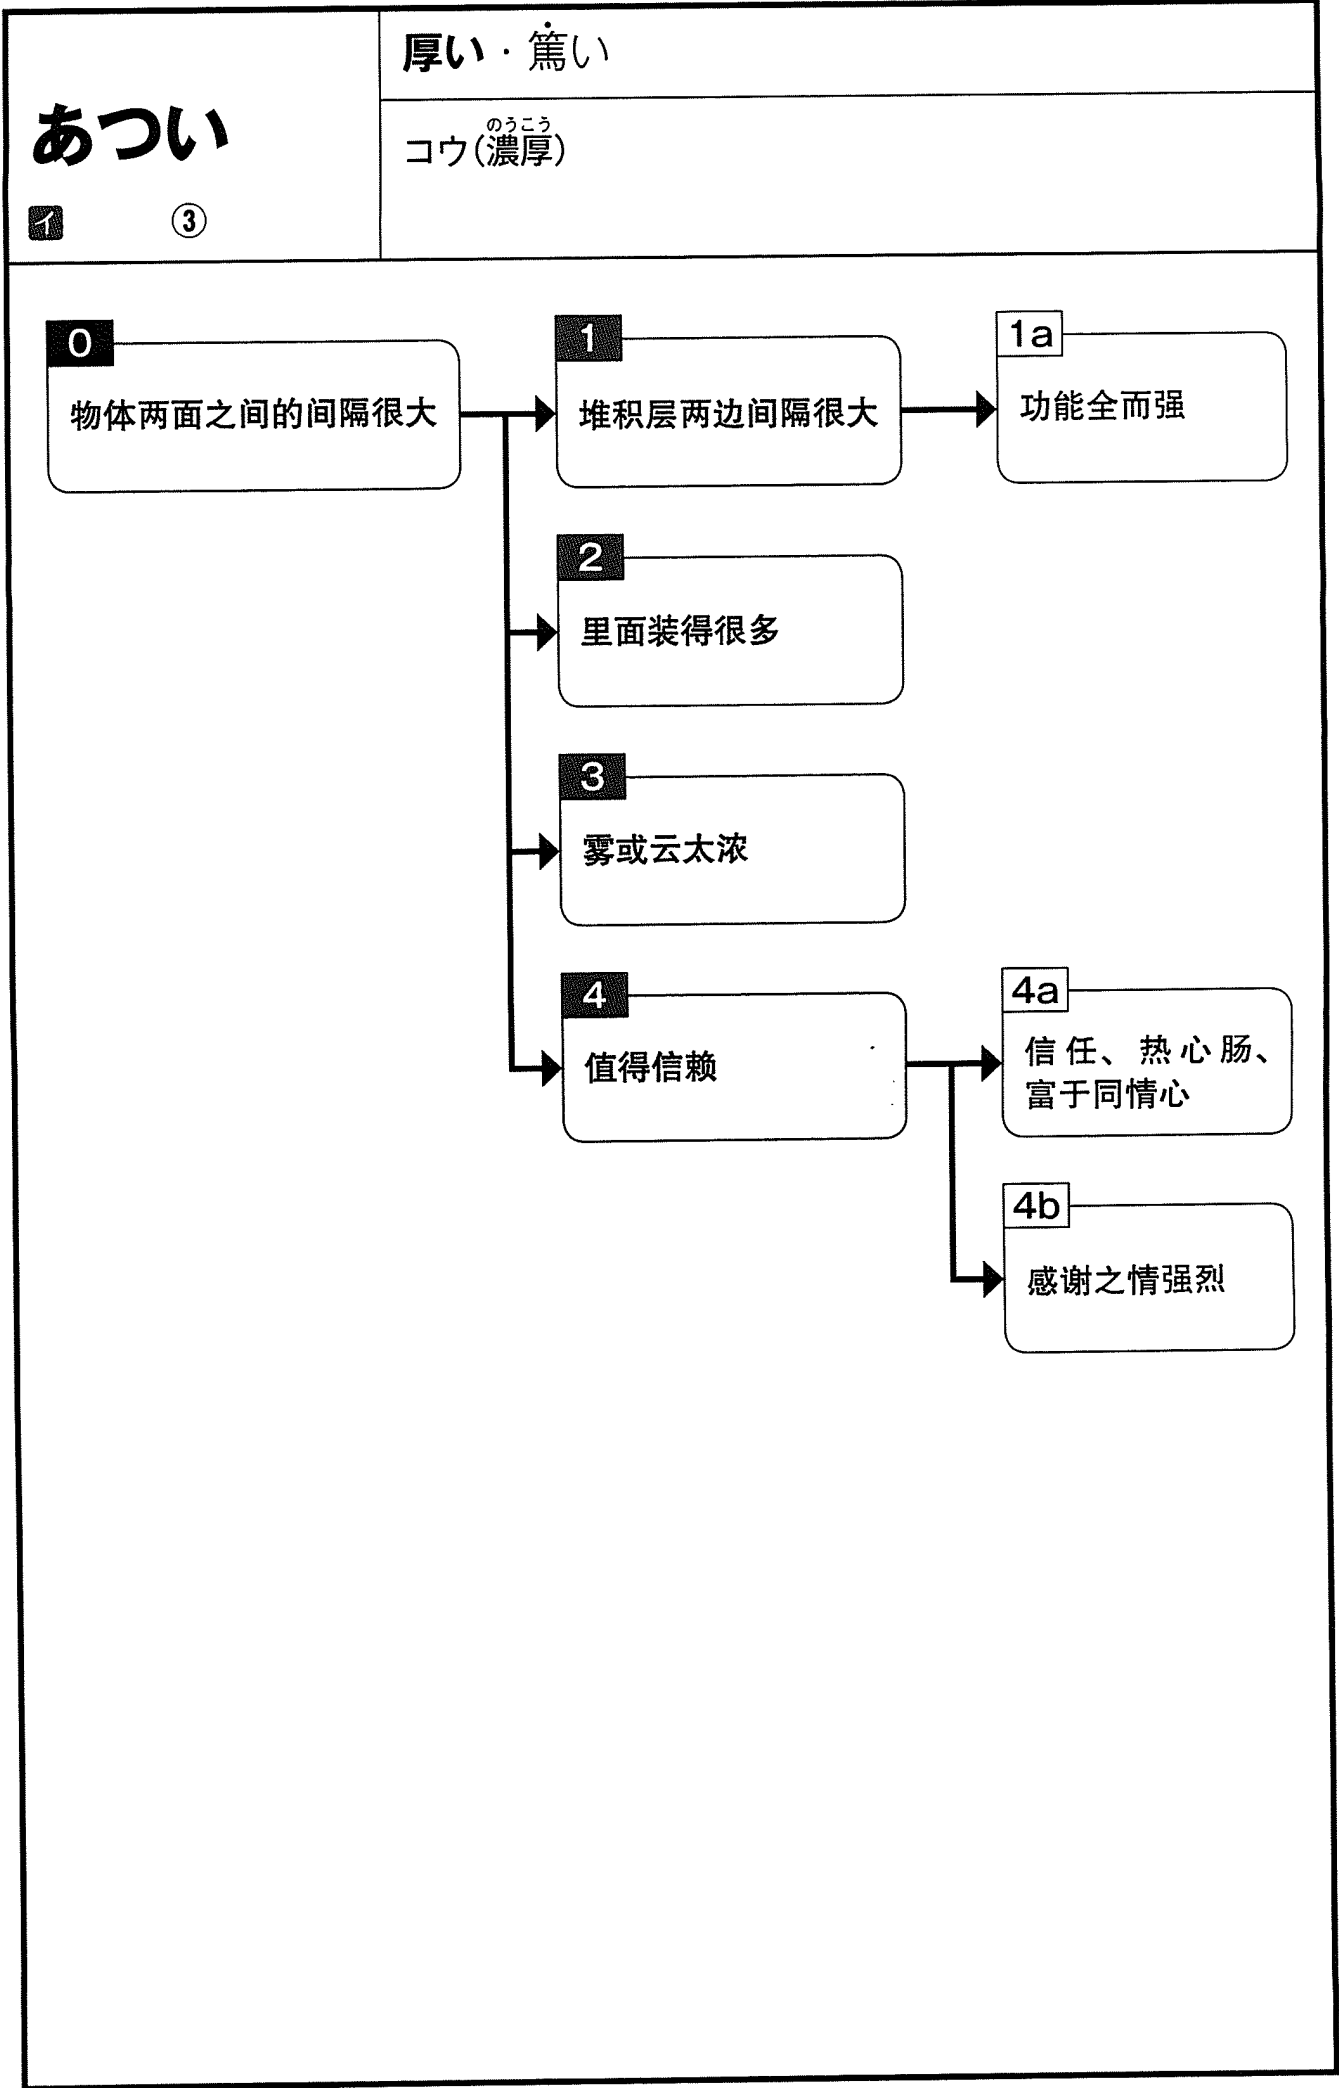 あつい
イ ③
厚い・篤い
のうこう
コウ(濃厚)
0
物体两面之间的间隔很大
1
堆积层两边间隔很大
1a
功能全而强
2
里面装得很多
3
雾或云太浓
4
值得信赖
4a
信任、热心肠、
富于同情心
4b
感谢之情强烈